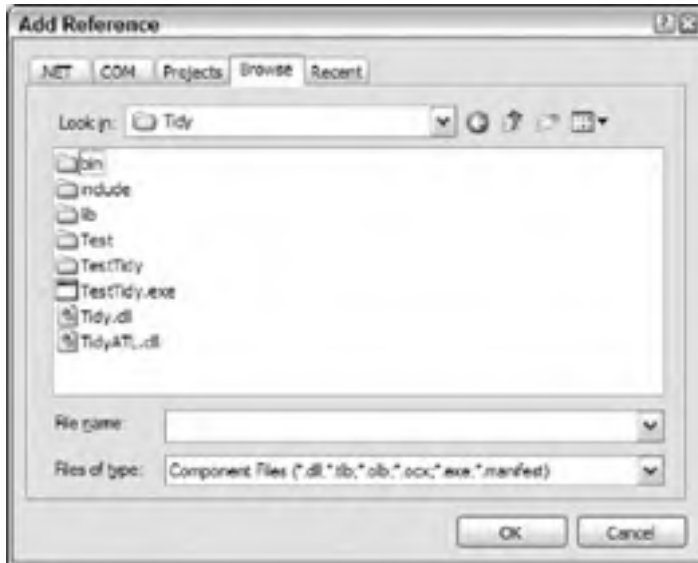 Add Reference
.NET COM Projects Browse Recent
Look in: Tidy
bin
include
lib
Test
TestTidy
TestTidy.exe
Tidy.dll
TidyATL.dll
File name:
Files of type: Component Files (*.dll;*.tlb;*.olb;*.ocx;*.exe;*.manifest)
OK Cancel